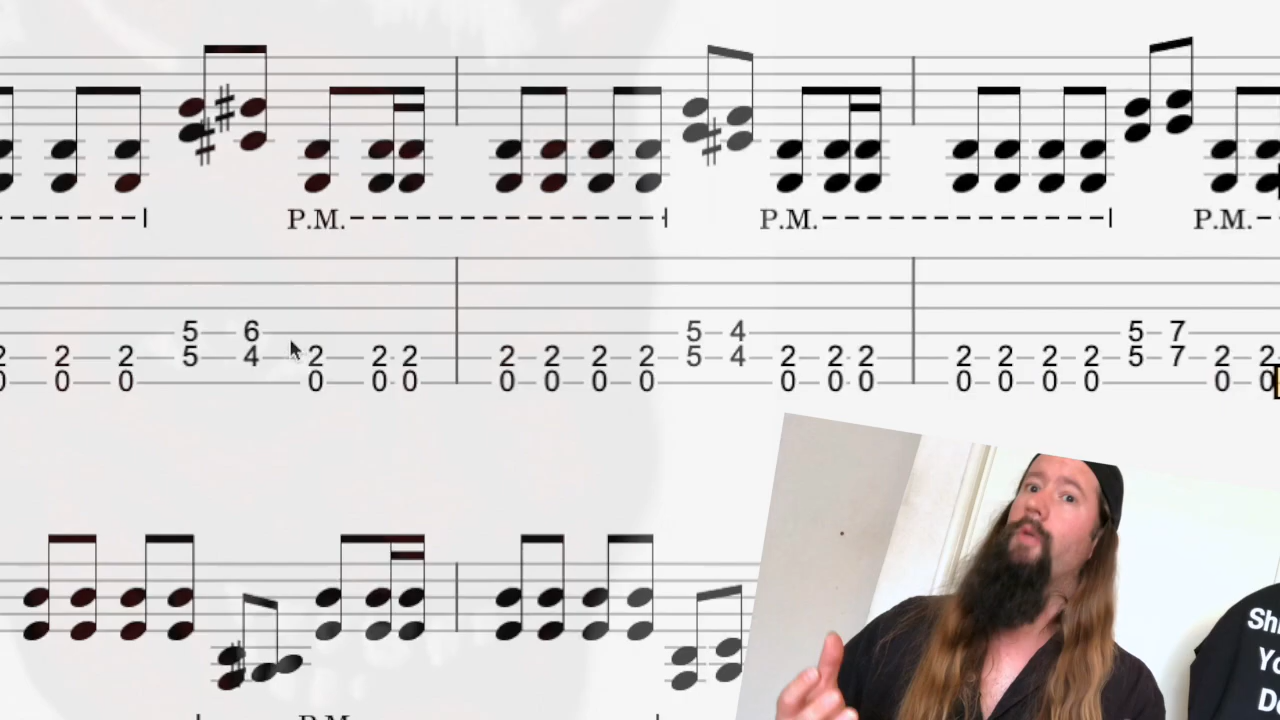 P.M. P.M. P.M.
5 6 5 4 5 7
2 2 2 5 4 2 2 2 2 2 2 2 5 4 2 2 2 2 2 2 2 5 7 2 2
0 0 0 0 0 0 0 0 0 0 0 0 0 0 0 0 0 0 0
P.M.
Yo